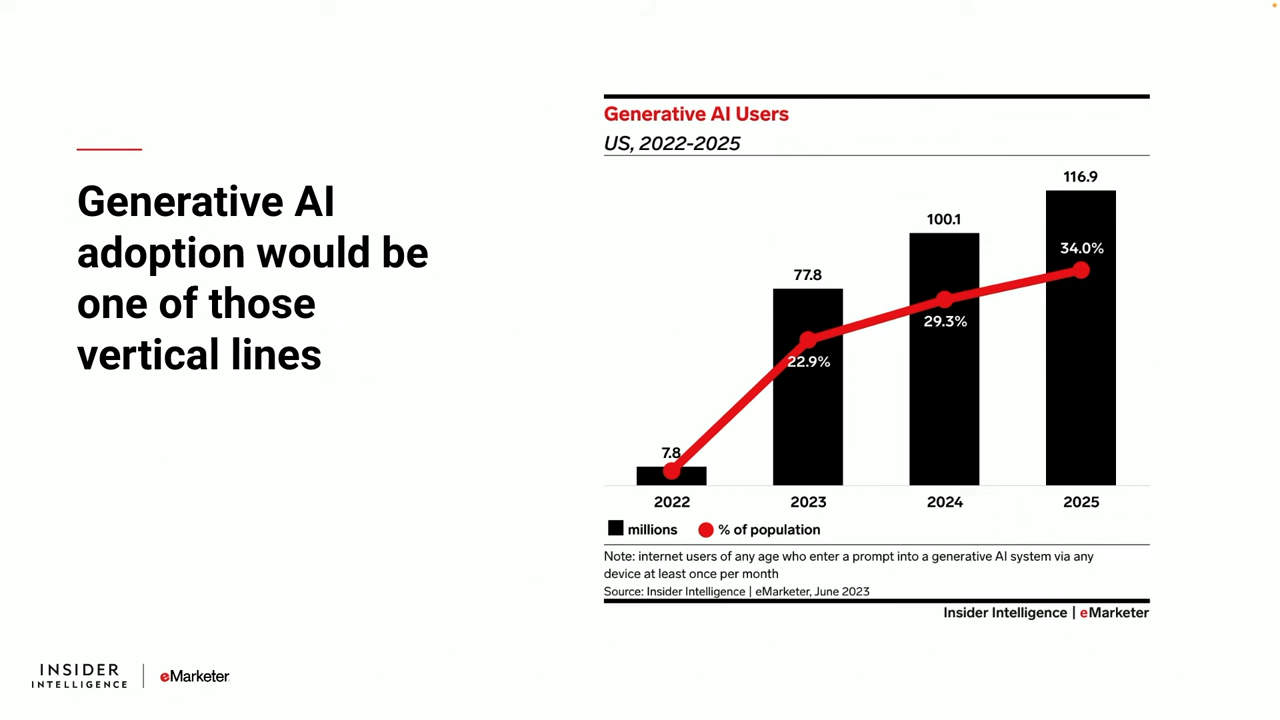 Generative AI
adoption would be
one of those
vertical lines
Generative AI Users
US, 2022-2025
116.9
100.1
34.0%
77.8
29.3%
22.9%
7.8
2022 2023 2024 2025
millions % of population
Note: internet users of any age who enter a prompt into a generative AI system via any
device at least once per month
Source: Insider Intelligence | eMarketer, June 2023
Insider Intelligence | eMarketer
INSIDER
INTELLIGENCE
eMarketer